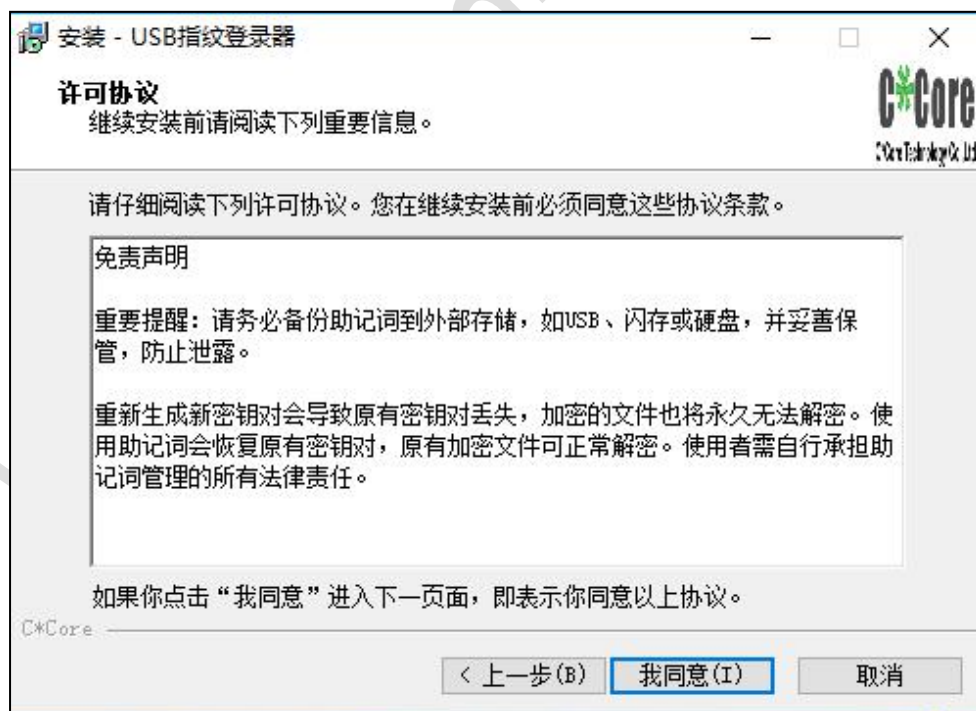 安装 - USB指纹登录器
许可协议
继续安装前请阅读下列重要信息。
C*Core
C*Core Technology Co., Ltd
请仔细阅读下列许可协议。您在继续安装前必须同意这些协议条款。
免责声明
重要提醒：请务必备份助记词到外部存储，如USB、闪存或硬盘，并妥善保
管，防止泄露。
重新生成新密钥对会导致原有密钥对丢失，加密的文件也将永久无法解密。使
用助记词会恢复原有密钥对，原有加密文件可正常解密。使用者需自行承担助
记词管理的所有法律责任。
如果你点击“我同意”进入下一页面，即表示你同意以上协议。
C*Core
< 上一步(B)
我同意(I)
取消